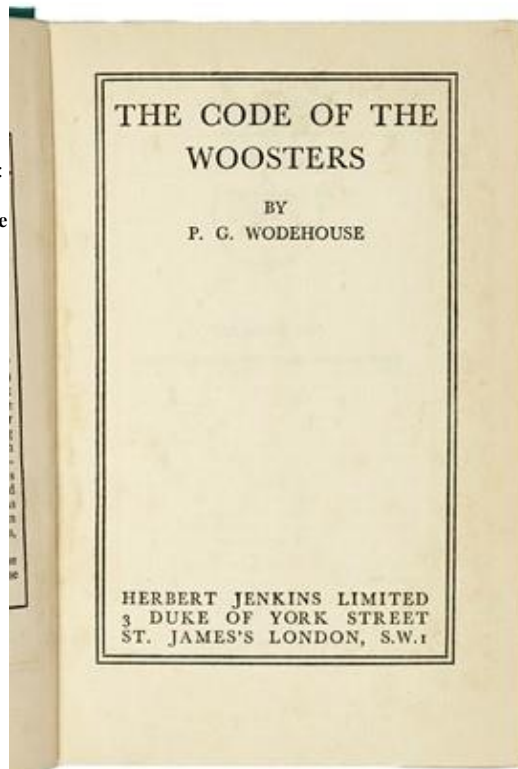 THE CODE OF THE
WOOSTERS
BY
P. G. WODEHOUSE
HERBERT JENKINS LIMITED
3 DUKE OF YORK STREET
ST. JAMES'S LONDON, S.W.1